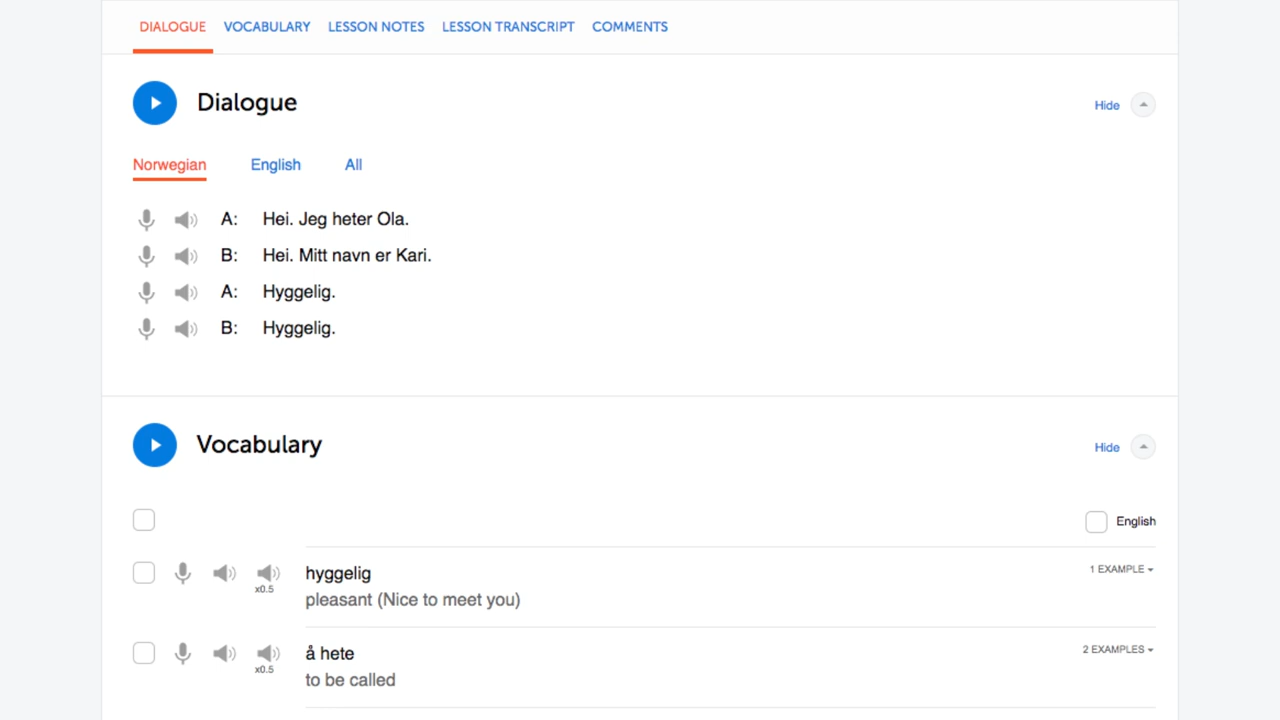 DIALOGUE VOCABULARY LESSON NOTES LESSON TRANSCRIPT COMMENTS
Dialogue Hide
Norwegian English All
A: Hei. Jeg heter Ola.
B: Hei. Mitt navn er Kari.
A: Hyggelig.
B: Hyggelig.
Vocabulary Hide
English
hyggelig 1 EXAMPLE
x0.5
pleasant (Nice to meet you)
å hete 2 EXAMPLES
x0.5
to be called